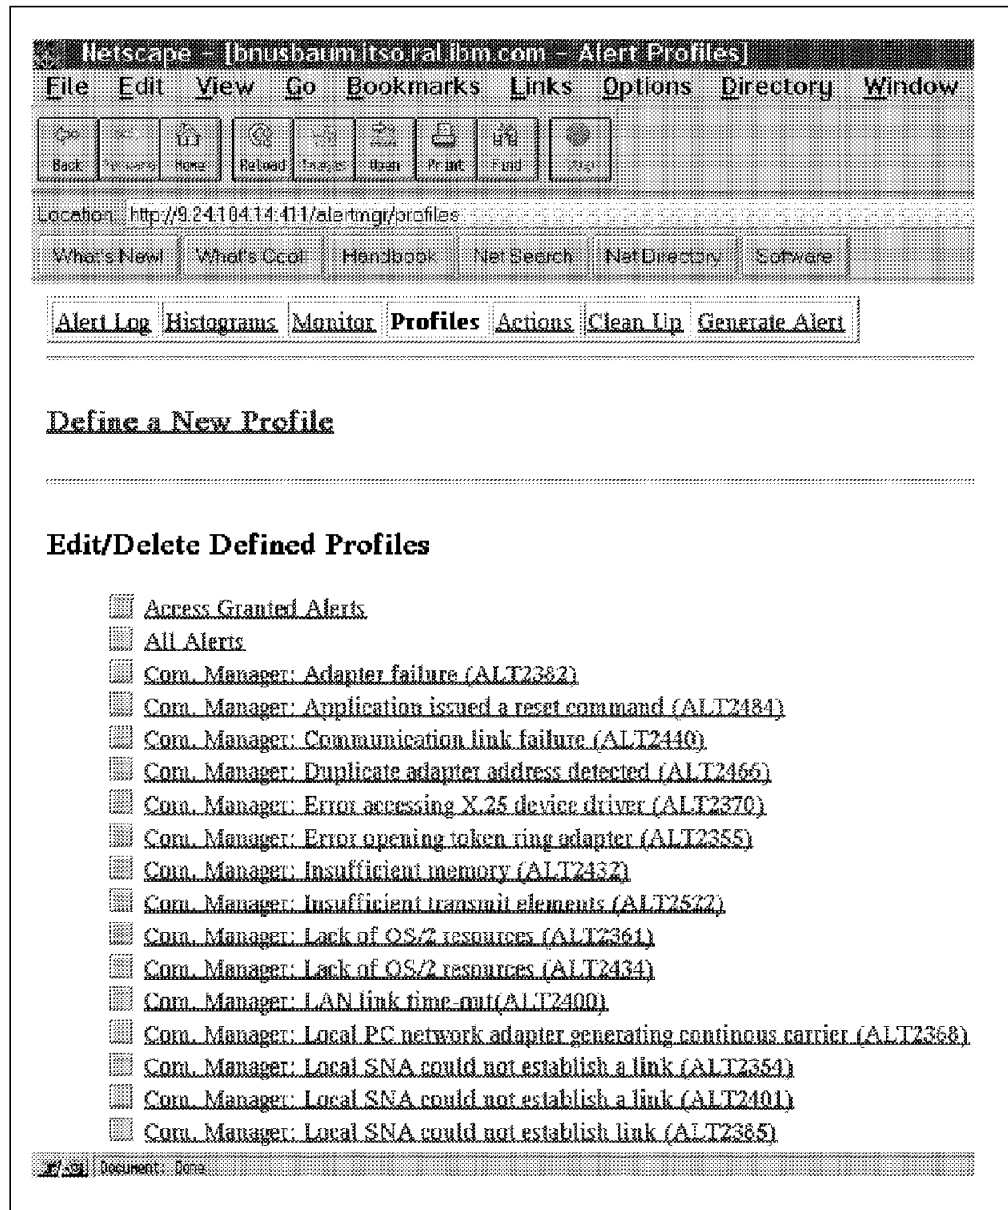 Netscape - [bnusbaum.itso.ral.ibm.com - Alert Profiles]
File Edit View Go Bookmarks Links Options Directory Window
Back Forward Home Reload Images Open Print Find Stop
Location: http://9.24.104.14:411/alertmgr/profiles
What's New! What's Cool! Handbook Net Search Net Directory Software
Alert Log Histograms Monitor Profiles Actions Clean Up Generate Alert
Define a New Profile
Edit/Delete Defined Profiles
Access Granted Alerts
All Alerts
Com. Manager: Adapter failure (ALT2382)
Com. Manager: Application issued a reset command (ALT2484)
Com. Manager: Communication link failure (ALT2440)
Com. Manager: Duplicate adapter address detected (ALT2466)
Com. Manager: Error accessing X.25 device driver (ALT2370)
Com. Manager: Error opening token ring adapter (ALT2355)
Com. Manager: Insufficient memory (ALT2432)
Com. Manager: Insufficient transmit elements (ALT2522)
Com. Manager: Lack of OS/2 resources (ALT2361)
Com. Manager: Lack of OS/2 resources (ALT2434)
Com. Manager: LAN link time-out(ALT2400)
Com. Manager: Local PC network adapter generating continous carrier (ALT2368)
Com. Manager: Local SNA could not establish a link (ALT2354)
Com. Manager: Local SNA could not establish a link (ALT2401)
Com. Manager: Local SNA could not establish link (ALT2385)
Document: Done